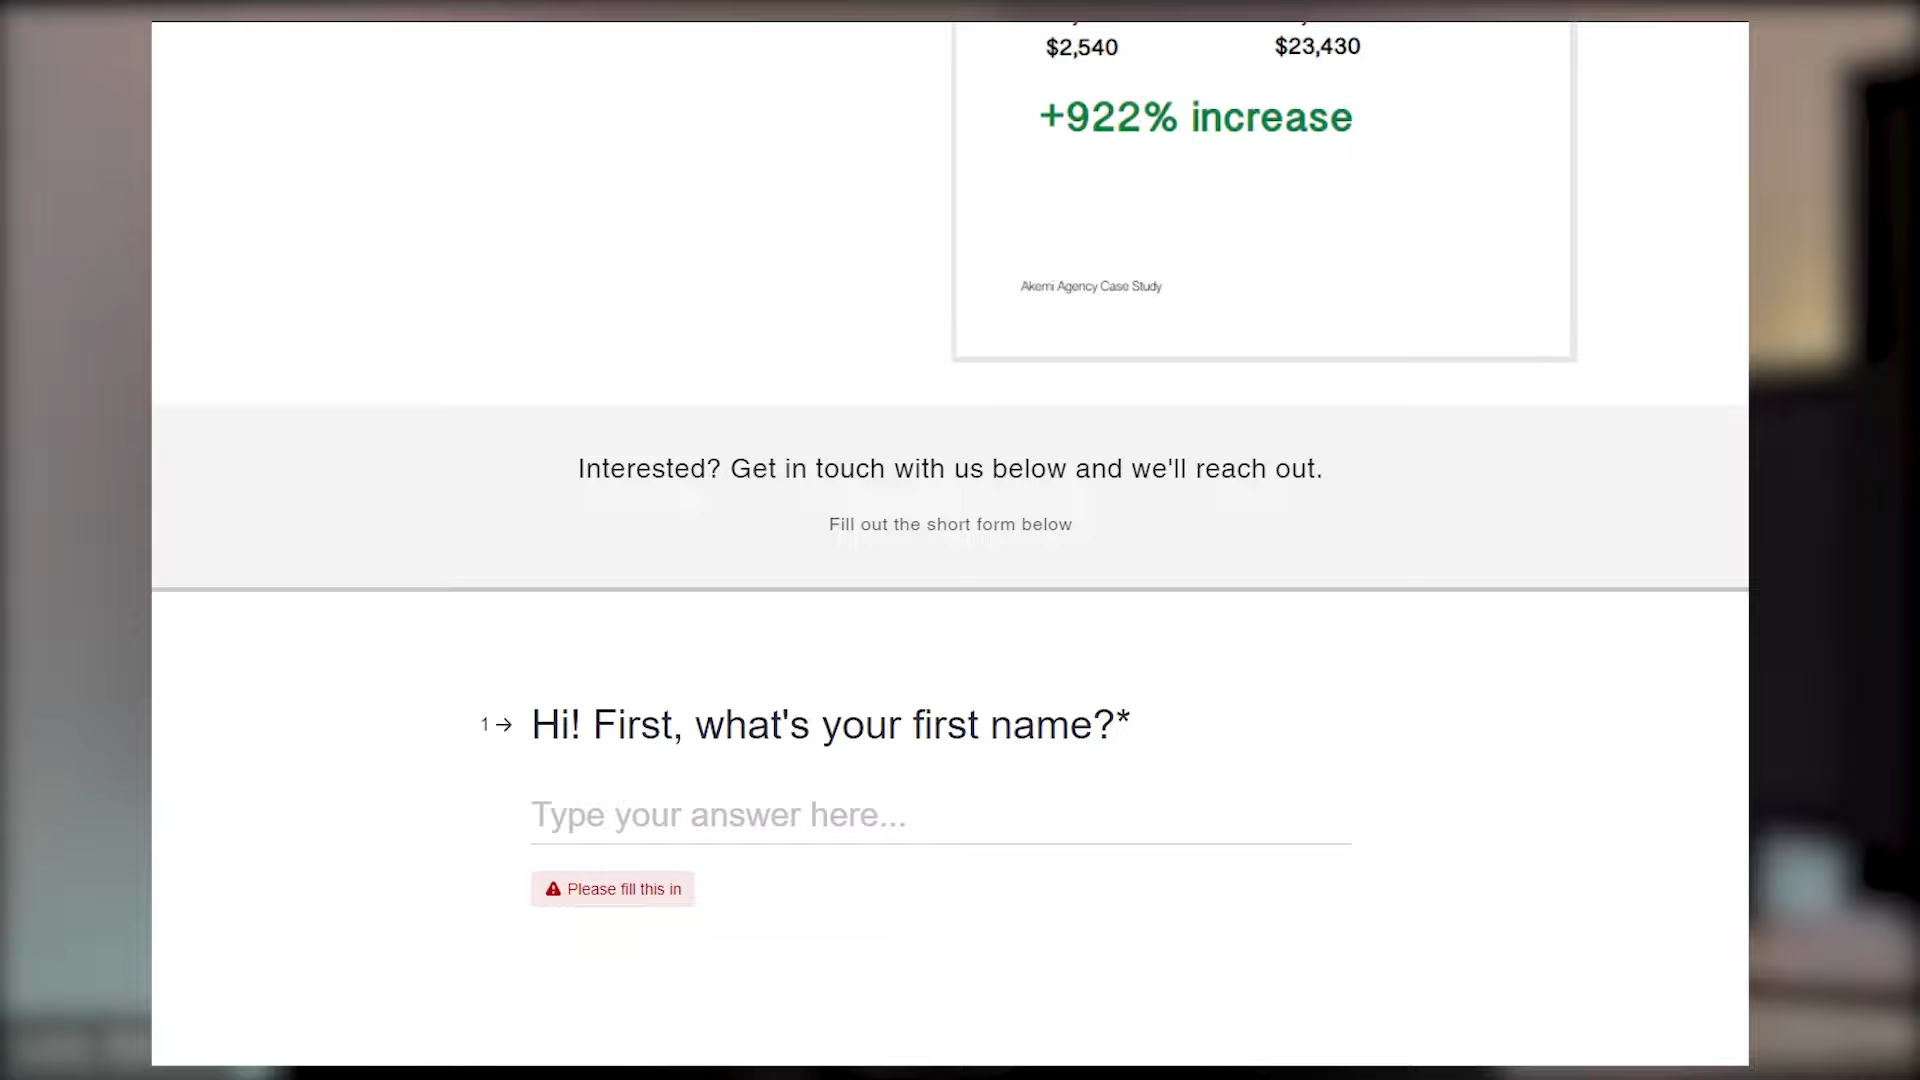 $2,540 $23,430
+922% increase
Akemi Agency Case Study
Interested? Get in touch with us below and we'll reach out.
Fill out the short form below
1 → Hi! First, what's your first name?*
Type your answer here...
Please fill this in